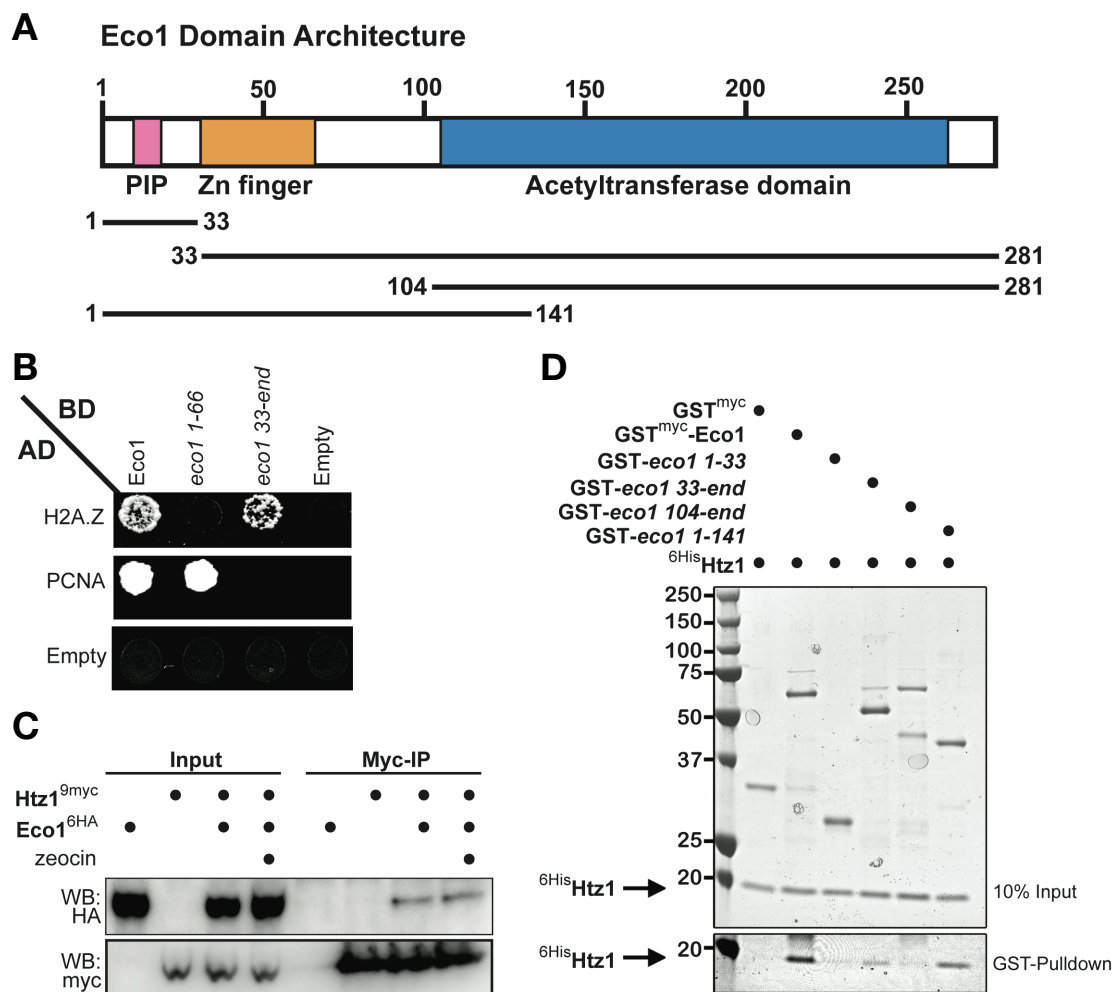 A
Eco1 Domain Architecture
1 50 100 150 200 250
PIP Zn finger Acetyltransferase domain
1 33
33 281
104 281
1 141
B
BD
AD
Eco1 eco1 1-66 eco1 33-end Empty
H2A.Z
PCNA
Empty
C
Input Myc-IP
Htz1 9myc
Eco1 6HA
zeocin
WB:
HA
WB:
myc
D
GST myc
GST myc-Eco1
GST-eco1 1-33
GST-eco1 33-end
GST-eco1 104-end
GST-eco1 1-141
6His Htz1
250
150
100
75
50
37
25
20
6His Htz1 10% Input
6His Htz1 20 GST-Pulldown